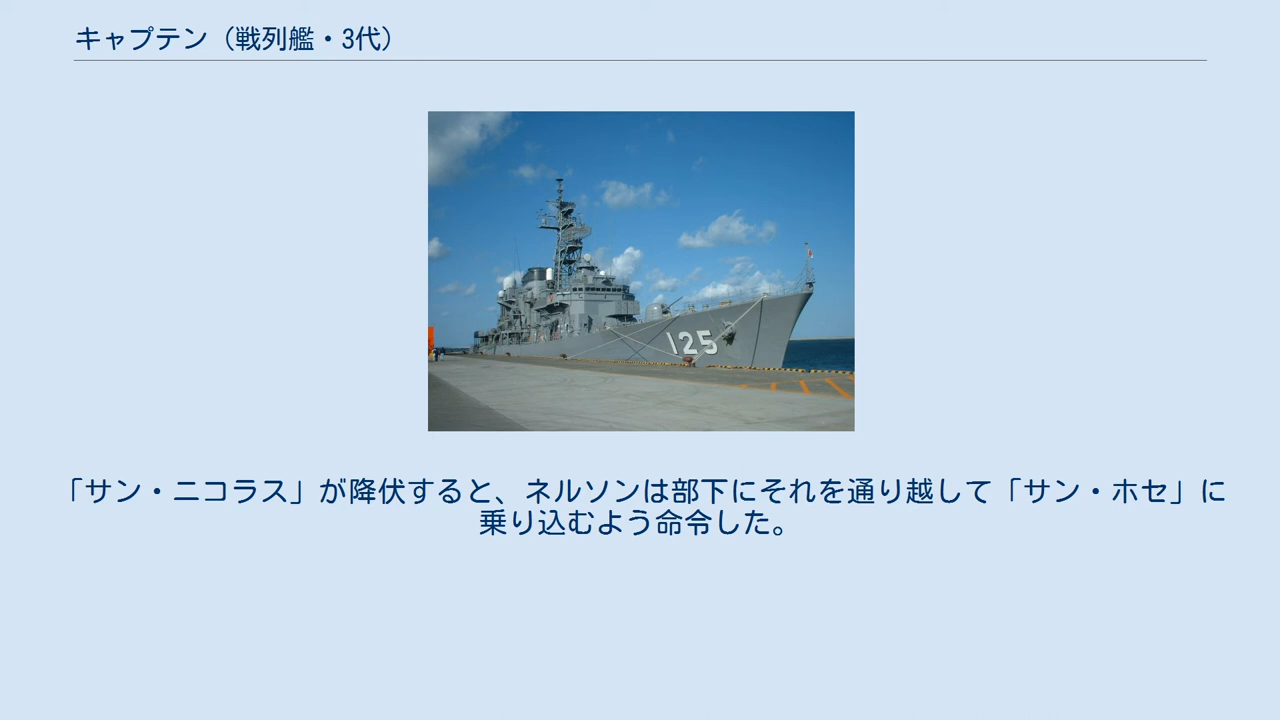 キャプテン（戦列艦・3代）
125
「サン・ニコラス」が降伏すると、ネルソンは部下にそれを通り越して「サン・ホセ」に
乗り込むよう命令した。